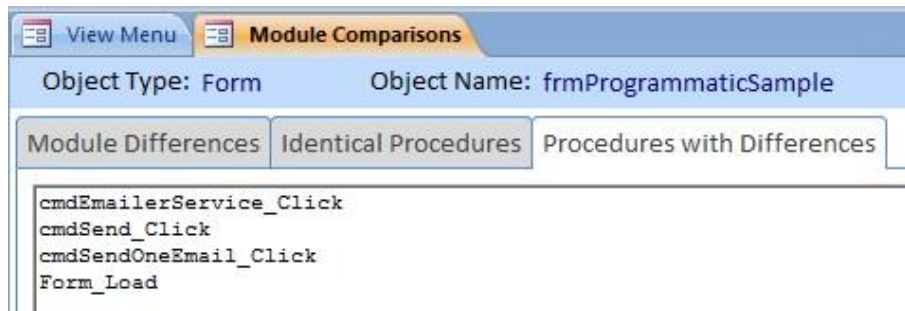 View Menu Module Comparisons
Object Type: Form Object Name: frmProgrammaticSample
Module Differences Identical Procedures Procedures with Differences
cmdEmailerService_Click
cmdSend_Click
cmdSendOneEmail_Click
Form_Load